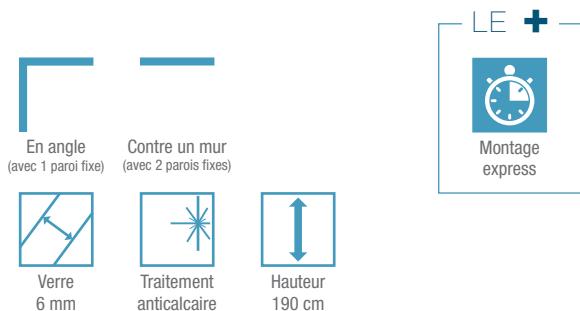 LE +
En angle
(avec 1 paroi fixe)
Contre un mur
(avec 2 parois fixes)
Montage
express
Verre
6 mm
Traitement
anticalcaire
Hauteur
190 cm